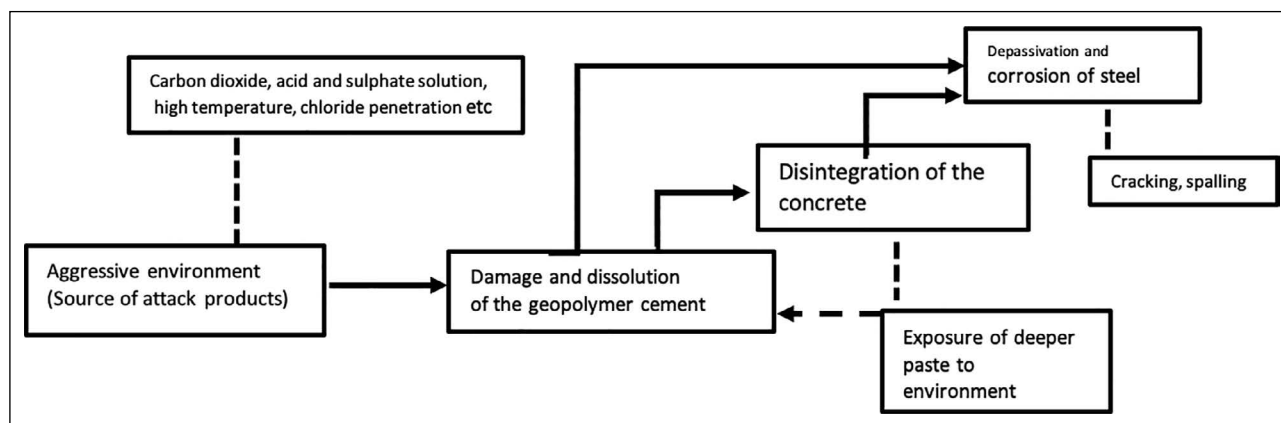 Carbon dioxide, acid and sulphate solution,
high temperature, chloride penetration etc
Depassivation and
corrosion of steel
Disintegration of the
concrete
Cracking, spalling
Aggressive environment
(Source of attack products)
Damage and dissolution
of the geopolymer cement
Exposure of deeper
paste to
environment